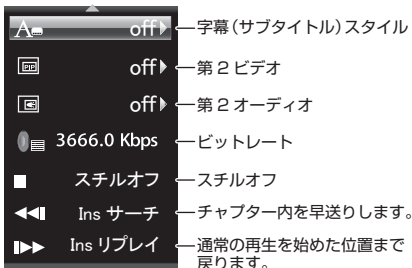 A off 字幕（サブタイトル）スタイル
PiP off 第2ビデオ
off 第2オーディオ
3666.0 Kbps ビットレート
スチルオフ スチルオフ
Ins サーチ チャプター内を早送りします。
Ins リプレイ 通常の再生を始めた位置まで
戻ります。